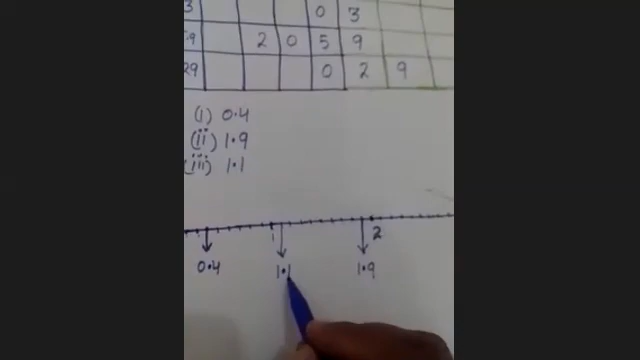 3 0 3
.9 2 0 5 9
29 0 2 9
(i) 0.4
(ii) 1.9
(iii) 1.1
1 2
0.4 1.1 1.9